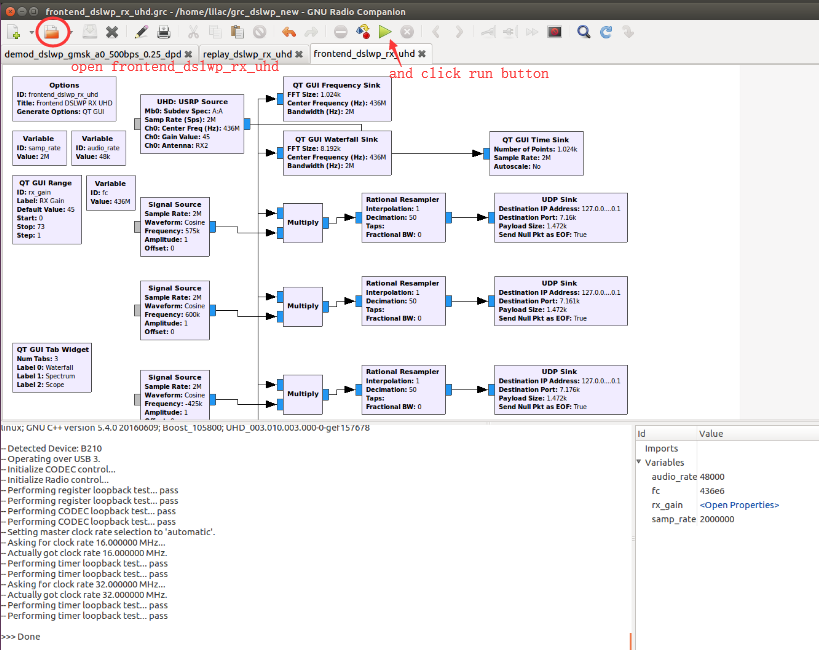 frontend_dslwp_rx_uhd.grc - /home/lilac/grc_dslwp_new - GNU Radio Companion
demod_dslwp_gmsk_a0_500bps_0.25_dpd
replay_dslwp_rx_uhd
frontend_dslwp_rx_uhd
open frontend_dslwp_rx_uhd
and click run button
Options
ID: frontend_dslwp_rx_uhd
Title: Frontend DSLWP RX UHD
Generate Options: QT GUI
UHD: USRP Source
Mb0: Subdev Spec: A:A
Samp Rate (Sps): 2M
Ch0: Center Freq (Hz): 436M
Ch0: Gain Value: 45
Ch0: Antenna: RX2
QT GUI Frequency Sink
FFT Size: 1.024k
Center Frequency (Hz): 436M
Bandwidth (Hz): 2M
Variable
ID: samp_rate
Value: 2M
Variable
ID: audio_rate
Value: 48k
QT GUI Waterfall Sink
FFT Size: 8.192k
Center Frequency (Hz): 436M
Bandwidth (Hz): 2M
QT GUI Time Sink
Number of Points: 1.024k
Sample Rate: 2M
Autoscale: No
QT GUI Range
ID: rx_gain
Label: RX Gain
Default Value: 45
Start: 0
Stop: 73
Step: 1
Variable
ID: fc
Value: 436M
Signal Source
Sample Rate: 2M
Waveform: Cosine
Frequency: 575k
Amplitude: 1
Offset: 0
Multiply
Rational Resampler
Interpolation: 1
Decimation: 50
Taps:
Fractional BW: 0
UDP Sink
Destination IP Address: 127.0.0....0.1
Destination Port: 7.16k
Payload Size: 1.472k
Send Null Pkt as EOF: True
Signal Source
Sample Rate: 2M
Waveform: Cosine
Frequency: 600k
Amplitude: 1
Offset: 0
Multiply
Rational Resampler
Interpolation: 1
Decimation: 50
Taps:
Fractional BW: 0
UDP Sink
Destination IP Address: 127.0.0....0.1
Destination Port: 7.161k
Payload Size: 1.472k
Send Null Pkt as EOF: True
QT GUI Tab Widget
Num Tabs: 3
Label 0: Waterfall
Label 1: Spectrum
Label 2: Scope
Signal Source
Sample Rate: 2M
Waveform: Cosine
Frequency: -425k
Amplitude: 1
Multiply
Rational Resampler
Interpolation: 1
Decimation: 50
Taps:
Fractional BW: 0
UDP Sink
Destination IP Address: 127.0.0....0.1
Destination Port: 7.176k
Payload Size: 1.472k
Send Null Pkt as EOF: True
linux; GNU C++ version 5.4.0 20160609; Boost_105800; UHD_003.010.003.000-0-gef157678
-- Detected Device: B210
-- Operating over USB 3.
-- Initialize CODEC control...
-- Initialize Radio control...
-- Performing register loopback test... pass
-- Performing register loopback test... pass
-- Performing CODEC loopback test... pass
-- Performing CODEC loopback test... pass
-- Setting master clock rate selection to 'automatic'.
-- Asking for clock rate 16.000000 MHz...
-- Actually got clock rate 16.000000 MHz.
-- Performing timer loopback test... pass
-- Performing timer loopback test... pass
-- Asking for clock rate 32.000000 MHz...
-- Actually got clock rate 32.000000 MHz.
-- Performing timer loopback test... pass
-- Performing timer loopback test... pass
>>> Done
Id Value
Imports
Variables
audio_rate 48000
fc 436e6
rx_gain <Open Properties>
samp_rate 2000000